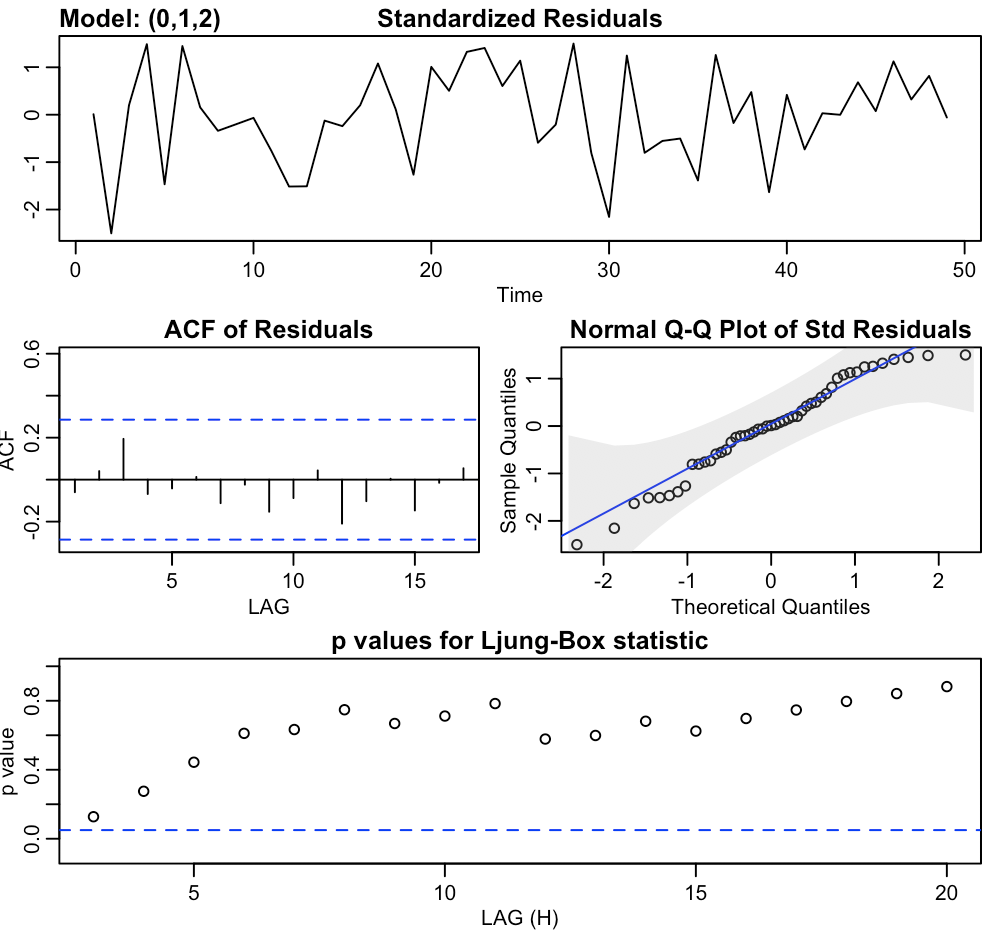 Model: (0,1,2) Standardized Residuals
1
0
-1
-2
0 10 20 30 40 50
Time
ACF of Residuals
0.6
0.2
-0.2
ACF
5 10 15
LAG
Normal Q-Q Plot of Std Residuals
1
0
-1
-2
Sample Quantiles
-2 -1 0 1 2
Theoretical Quantiles
p values for Ljung-Box statistic
0.8
0.4
0.0
p value
5 10 15 20
LAG (H)